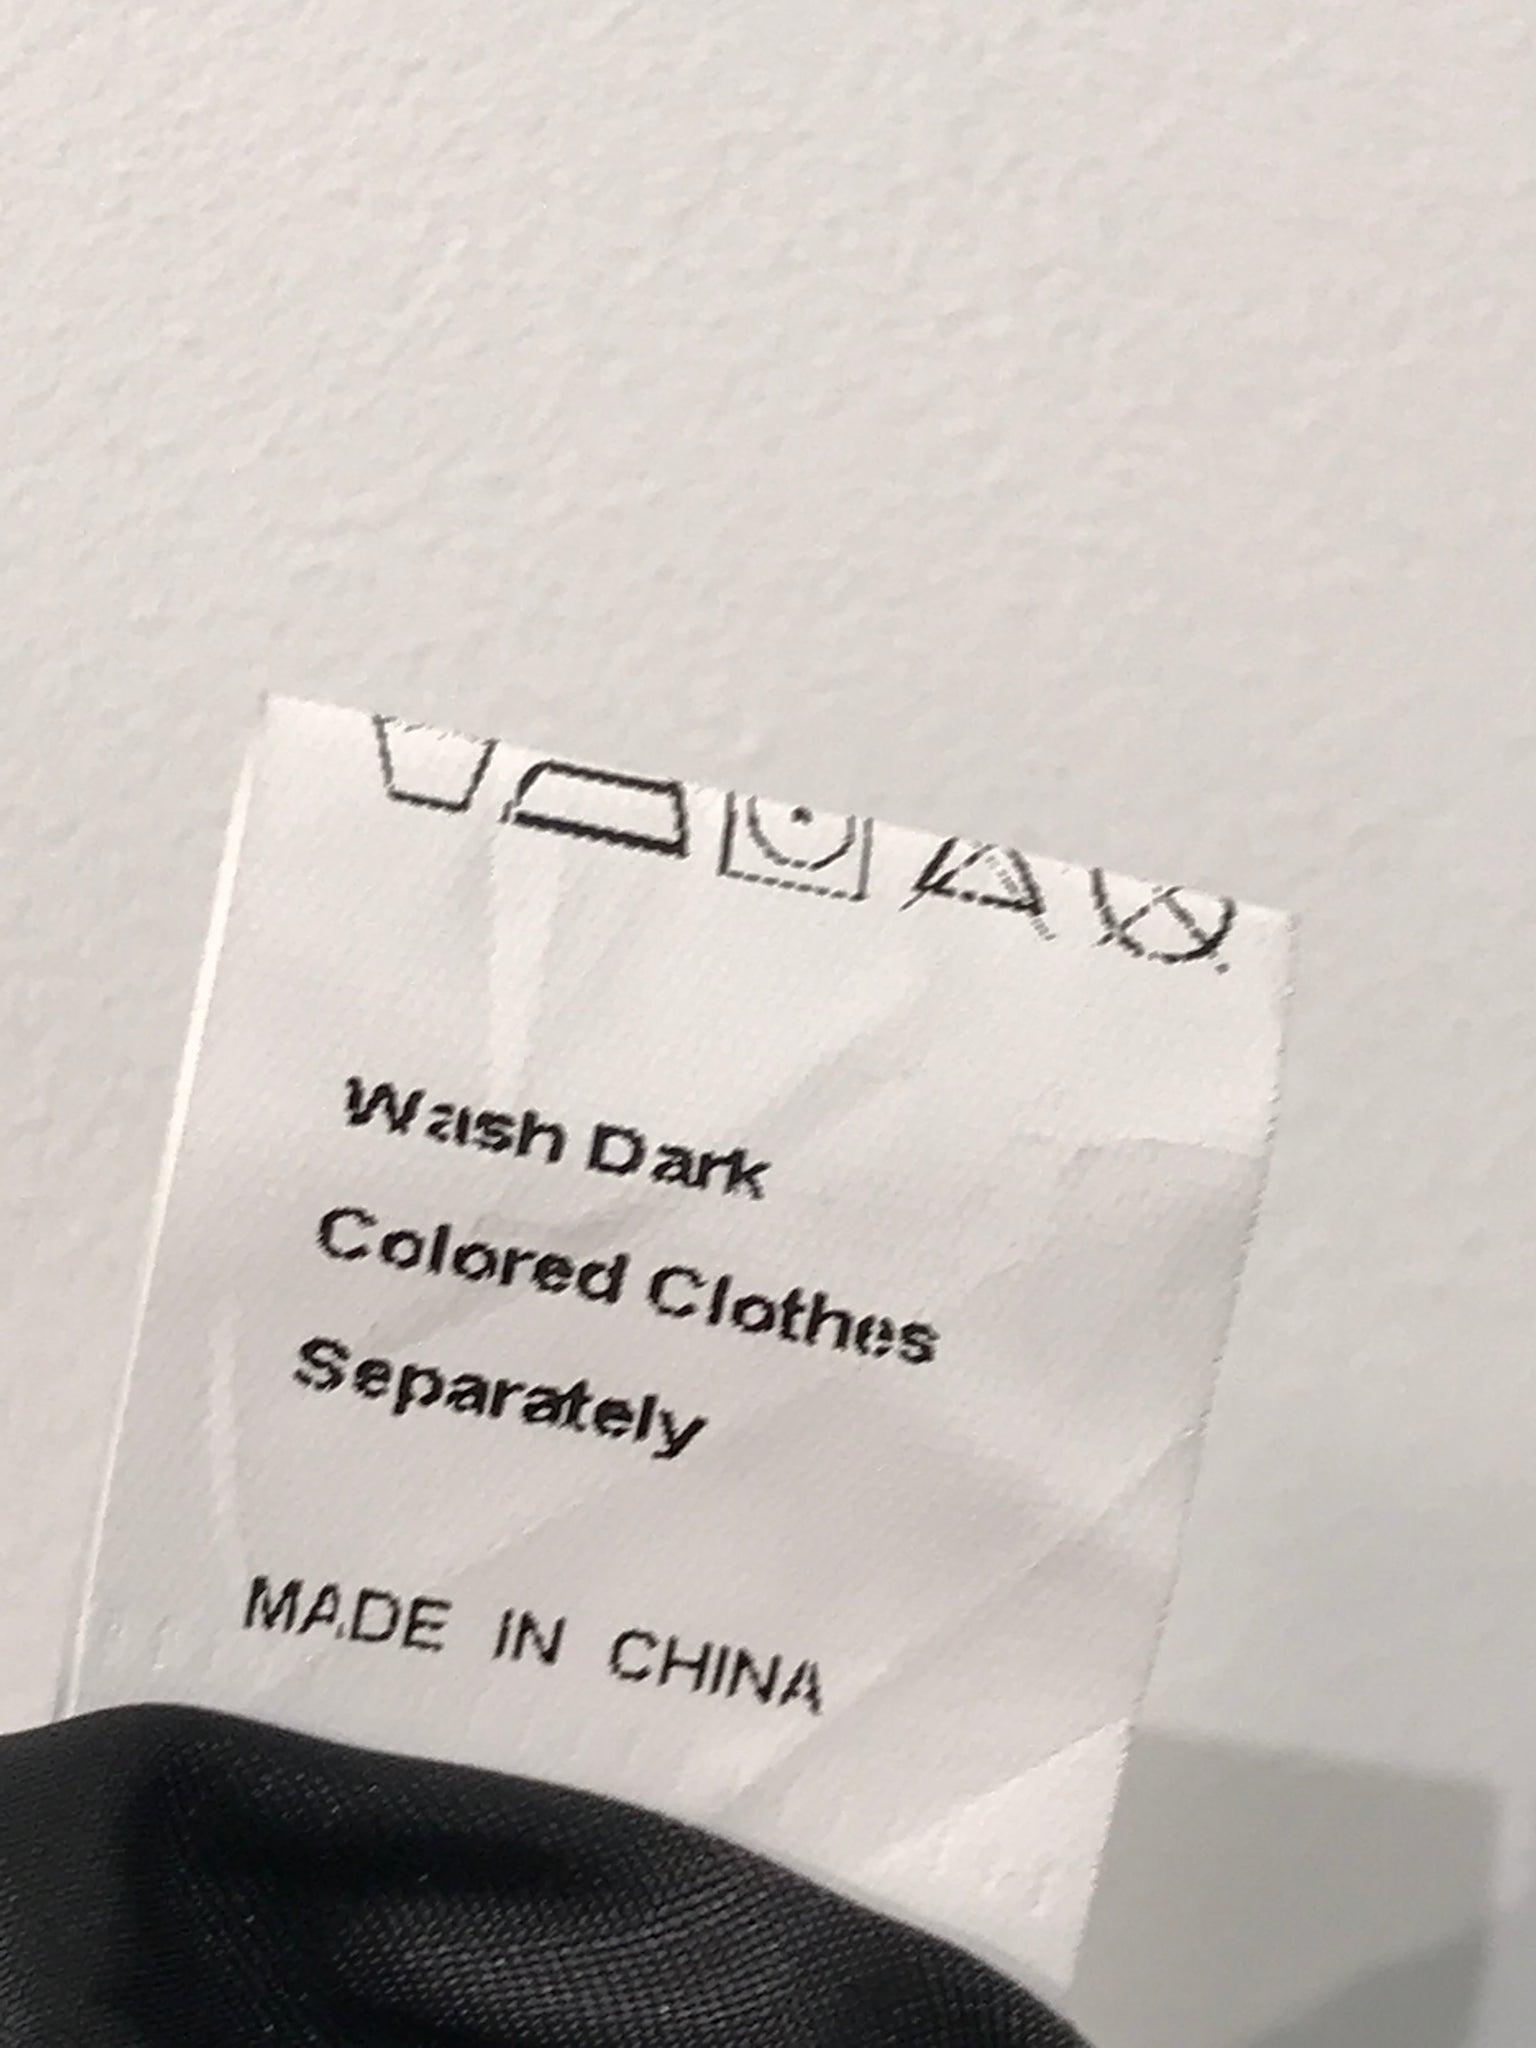 Wash Dark
Colored Clothes
Separately
MADE IN CHINA